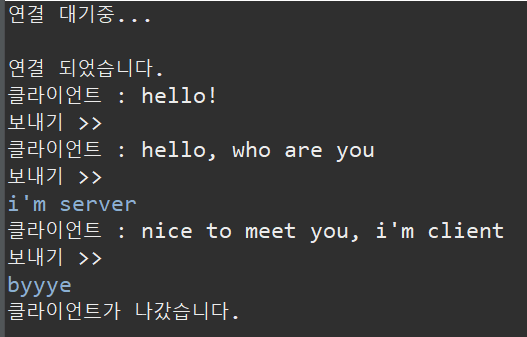 연결 대기중...
연결 되었습니다.
클라이언트 : hello!
보내기 >>
클라이언트 : hello, who are you
보내기 >>
i'm server
클라이언트 : nice to meet you, i'm client
보내기 >>
byyye
클라이언트가 나갔습니다.